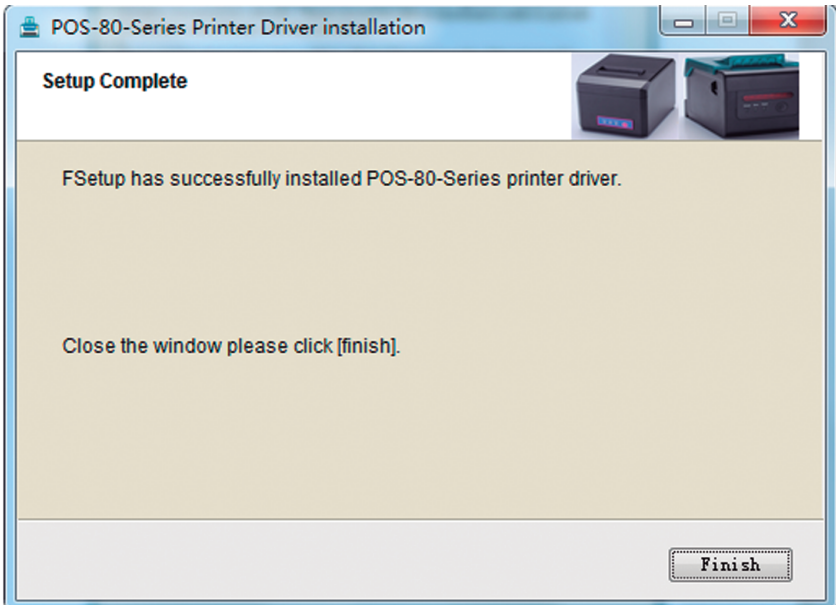 POS-80-Series Printer Driver installation
Setup Complete
FSetup has successfully installed POS-80-Series printer driver.
Close the window please click [finish].
Finish